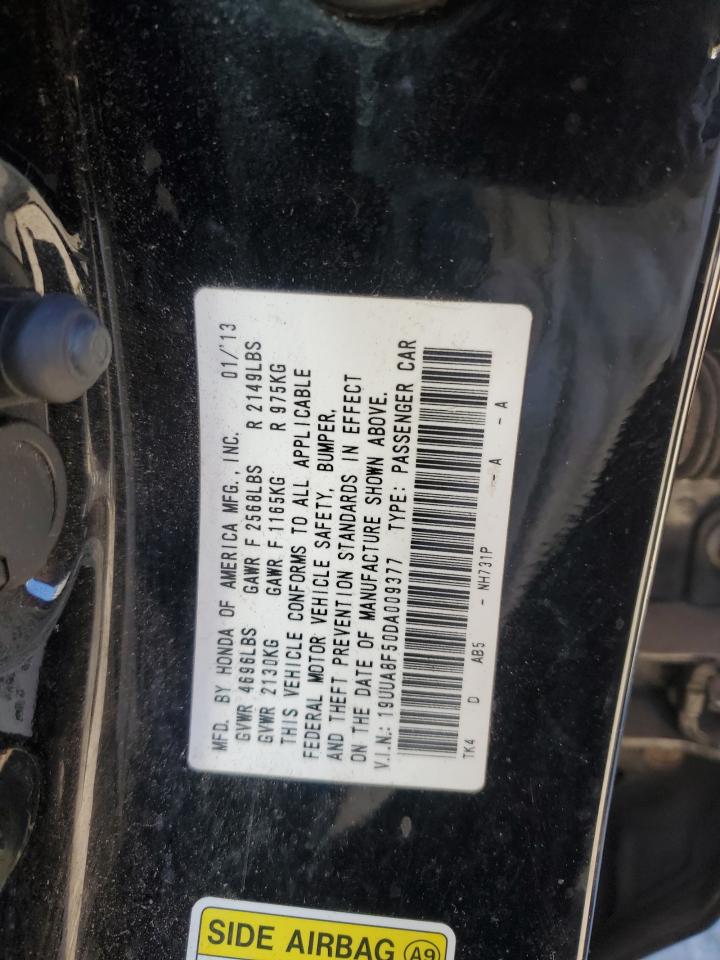 MFD. BY HONDA OF AMERICA MFG., INC. 01/'13
GVWR 4696LBS GAWR F 2568LBS R 2149LBS
GVWR 2130KG GAWR F 1165KG R 975KG
THIS VEHICLE CONFORMS TO ALL APPLICABLE
FEDERAL MOTOR VEHICLE SAFETY, BUMPER,
AND THEFT PREVENTION STANDARDS IN EFFECT
ON THE DATE OF MANUFACTURE SHOWN ABOVE.
V.I.N.: 19UUA8F50DA009377 TYPE: PASSENGER CAR
TK4 D AB5 - NH731P - A - A
SIDE AIRBAG A9